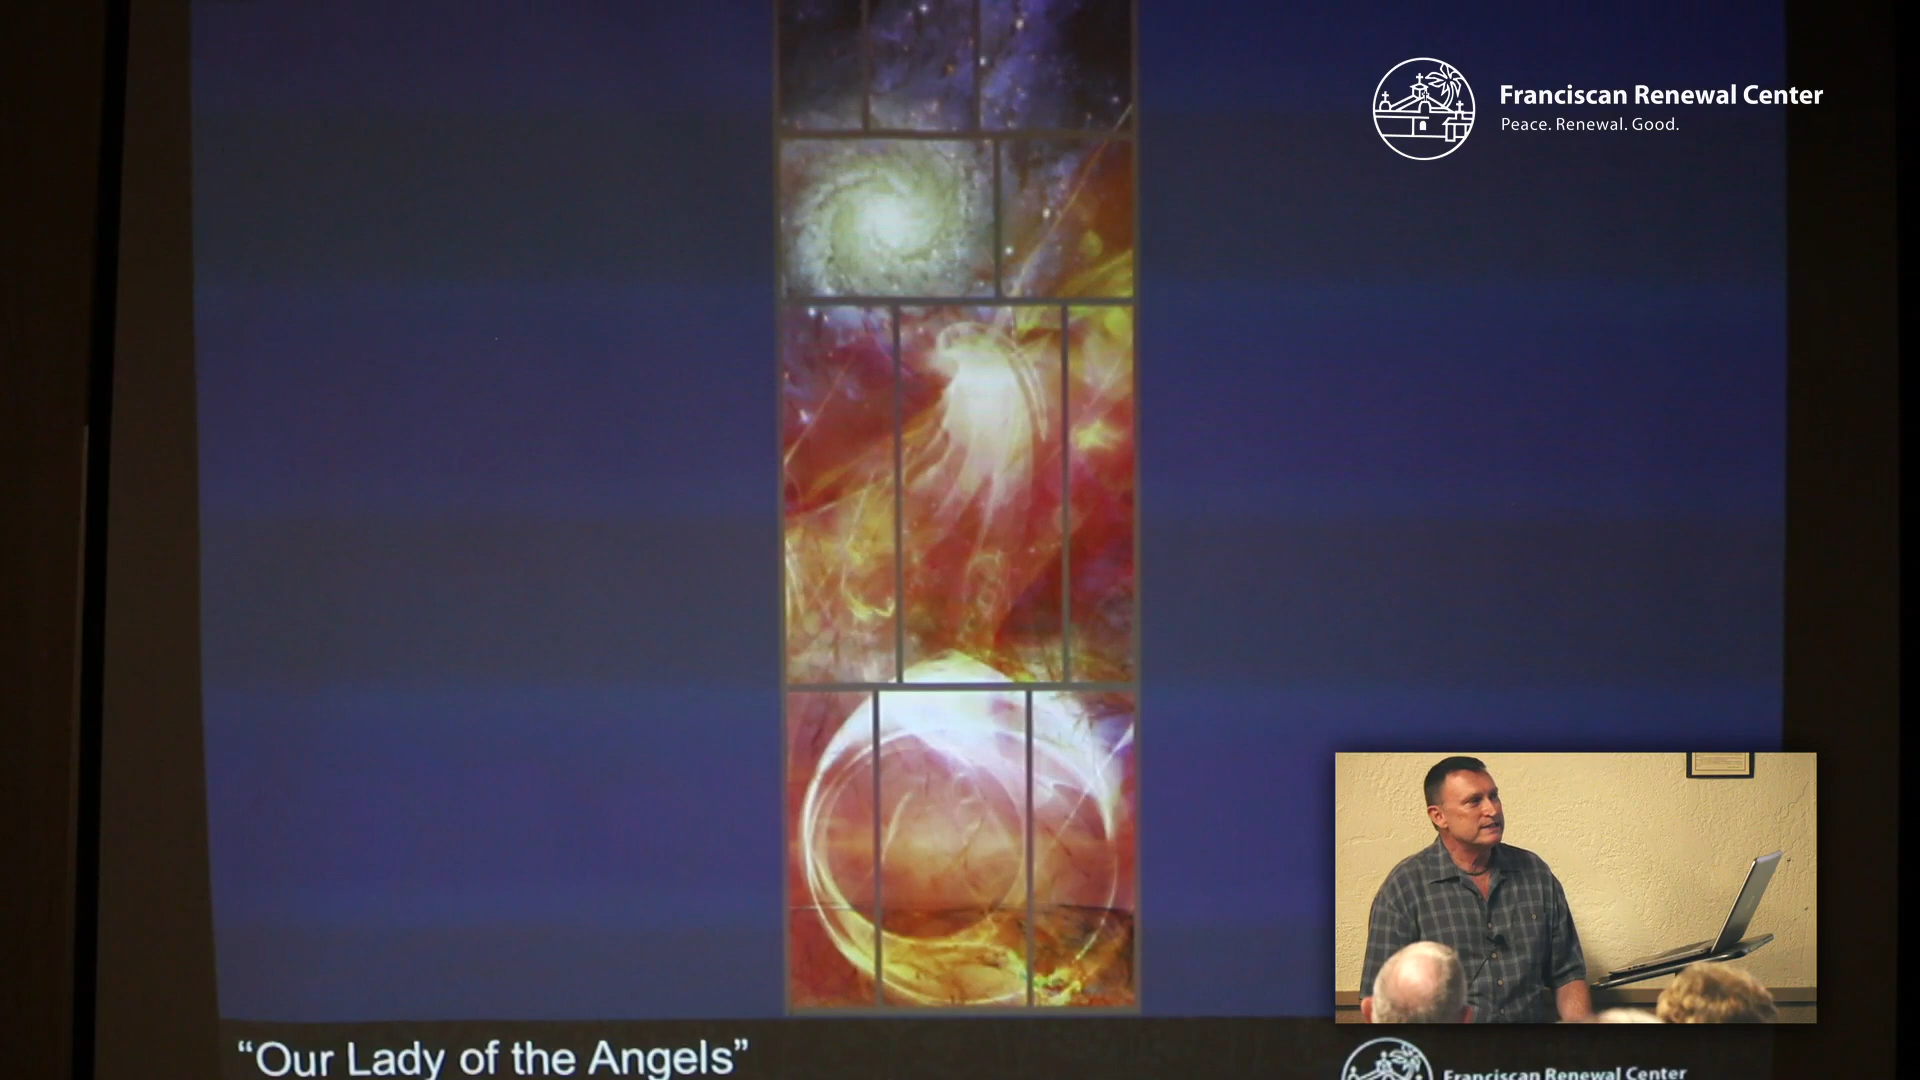 Franciscan Renewal Center
Peace. Renewal. Good.
“Our Lady of the Angels”
Franciscan Renewal Center